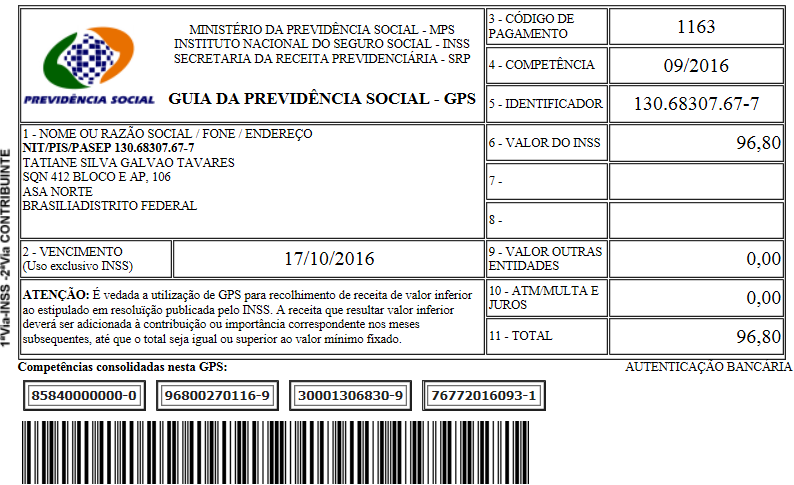 MINISTÉRIO DA PREVIDÊNCIA SOCIAL - MPS
INSTITUTO NACIONAL DO SEGURO SOCIAL - INSS
SECRETARIA DA RECEITA PREVIDENCIÁRIA - SRP
PREVIDÊNCIA SOCIAL
GUIA DA PREVIDÊNCIA SOCIAL - GPS
3 - CÓDIGO DE
PAGAMENTO
1163
4 - COMPETÊNCIA
09/2016
5 - IDENTIFICADOR
130.68307.67-7
1 - NOME OU RAZÃO SOCIAL / FONE / ENDEREÇO
NIT/PIS/PASEP 130.68307.67-7
TATIANE SILVA GALVAO TAVARES
SQN 412 BLOCO E AP, 106
ASA NORTE
BRASILIADISTRITO FEDERAL
6 - VALOR DO INSS
96,80
7 -
8 -
2 - VENCIMENTO
(Uso exclusivo INSS)
17/10/2016
9 - VALOR OUTRAS
ENTIDADES
0,00
ATENÇÃO: É vedada a utilização de GPS para recolhimento de receita de valor inferior
ao estipulado em resoluïção publicada pelo INSS. A receita que resultar valor inferior
deverá ser adicionada à contribuição ou importância correspondente nos meses
subsequentes, até que o total seja igual ou superior ao valor mínimo fixado.
10 - ATM/MULTA E
JUROS
0,00
11 - TOTAL
96,80
1ªVia-INSS -2ªVia CONTRIBUINTE
Competências consolidadas nesta GPS:
AUTENTICAÇÃO BANCÁRIA
85840000000-0
96800270116-9
30001306830-9
76772016093-1